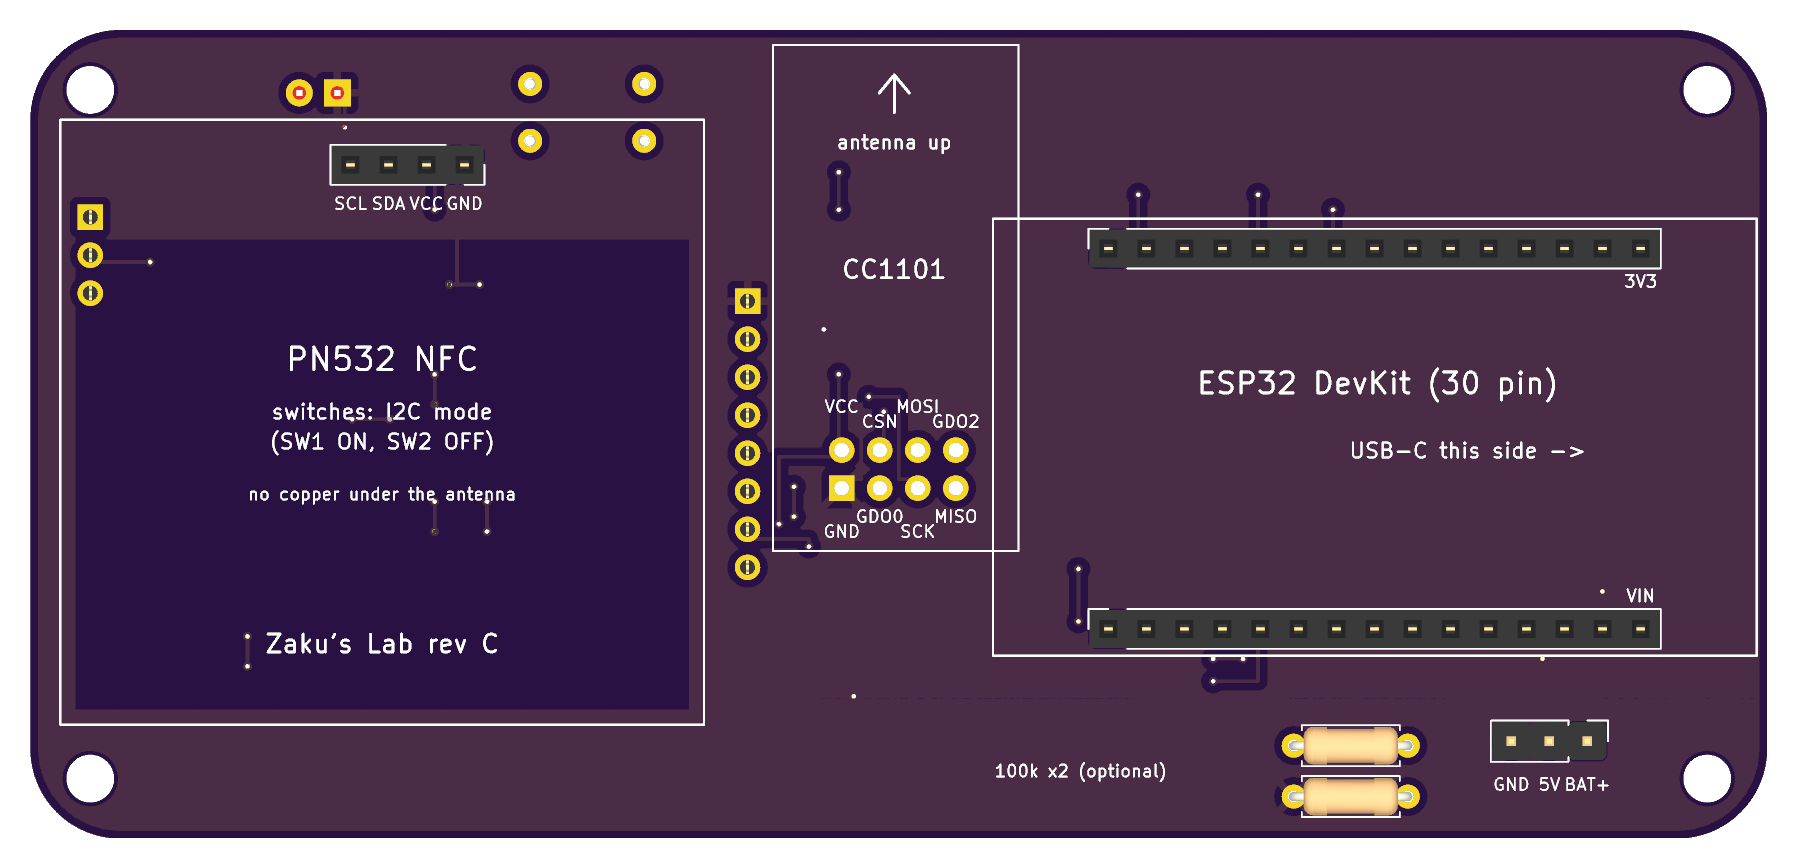 antenna up
SCL SDA VCC GND
CC1101
3V3
PN532 NFC
switches: I2C mode
(SW1 ON, SW2 OFF)
no copper under the antenna
Zaku's Lab rev C
VCC MOSI
CSN GDO2
GDO0 MISO
GND SCK
ESP32 DevKit (30 pin)
USB-C this side ->
VIN
100k x2 (optional)
GND 5V BAT+